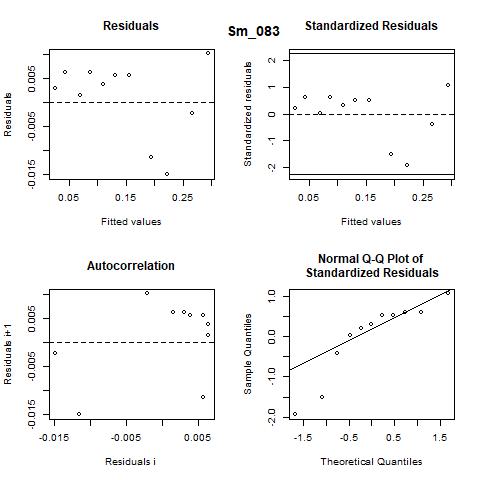 Sm_083
Residuals
Residuals
0.005
-0.005
-0.015
0.05
0.15
0.25
Fitted values
Standardized Residuals
Standardized residuals
2
1
0
-1
-2
0.05
0.15
0.25
Fitted values
Autocorrelation
Residuals i+1
0.005
-0.005
-0.015
-0.015
-0.005
0.005
Residuals i
Normal Q-Q Plot of
Standardized Residuals
Sample Quantiles
1.0
0.0
-1.0
-2.0
-1.5
-0.5
0.5
1.5
Theoretical Quantiles